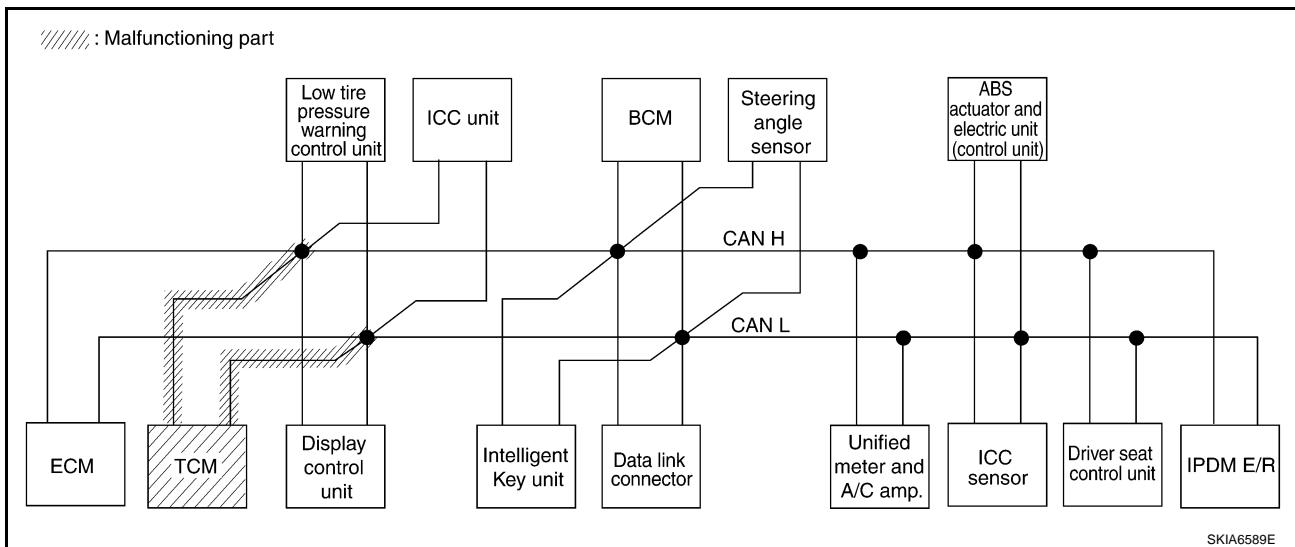 : Malfunctioning part
Low tire
pressure
warning
control unit
ICC unit
BCM
Steering
angle
sensor
ABS
actuator and
electric unit
(control unit)
CAN H
CAN L
ECM
TCM
Display
control
unit
Intelligent
Key unit
Data link
connector
Unified
meter and
A/C amp.
ICC
sensor
Driver seat
control unit
IPDM E/R
SKIA6589E